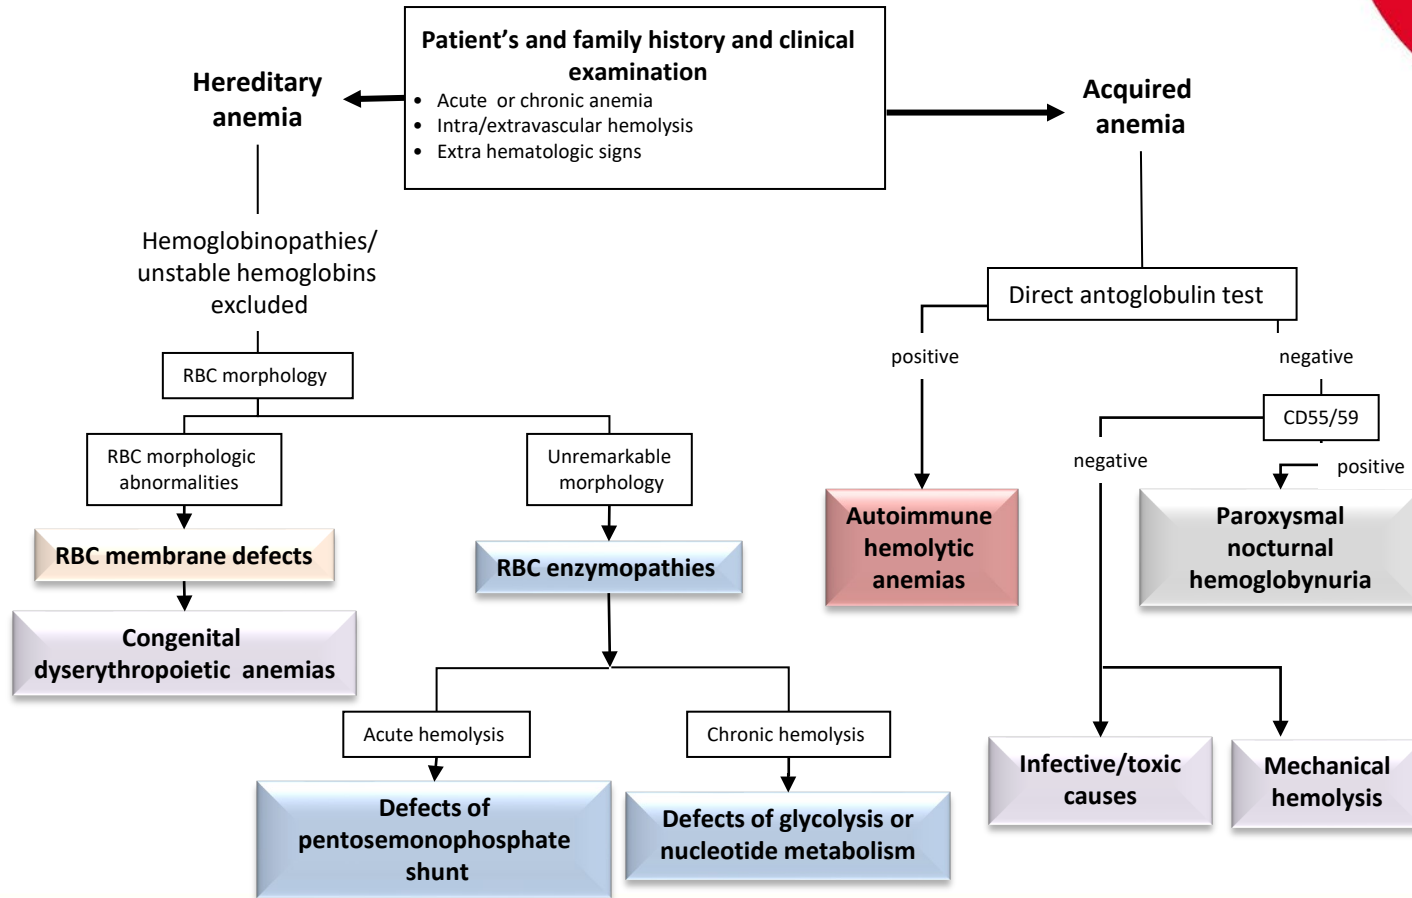 Patient's and family history and clinical
examination
• Acute or chronic anemia
• Intra/extravascular hemolysis
• Extra hematologic signs
Hereditary
anemia
Acquired
anemia
Hemoglobinopathies/
unstable hemoglobins
excluded
Direct antoglobulin test
RBC morphology
positive
negative
CD55/59
RBC morphologic
abnormalities
Unremarkable
morphology
negative
positive
RBC membrane defects
RBC enzymopathies
Autoimmune
hemolytic
anemias
Paroxysmal
nocturnal
hemoglobynuria
Congenital
dyserythropoietic anemias
Acute hemolysis
Chronic hemolysis
Infective/toxic
causes
Mechanical
hemolysis
Defects of
pentosemonophosphate
shunt
Defects of glycolysis or
nucleotide metabolism